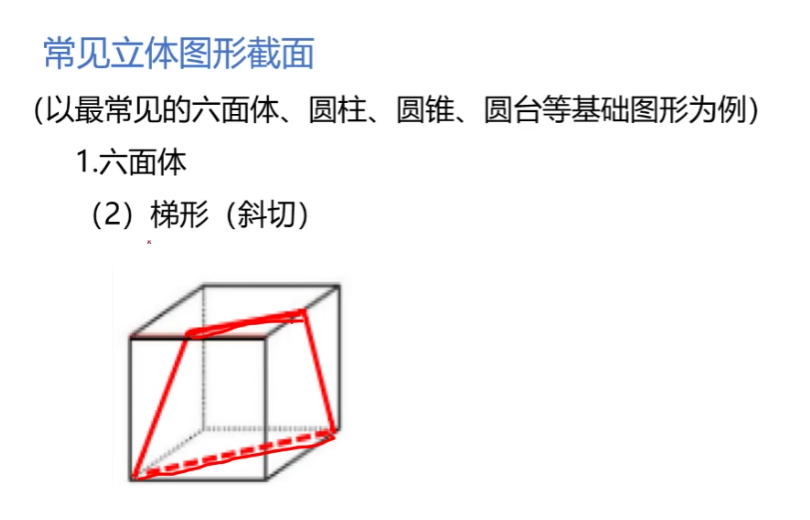 常见立体图形截面
（以最常见的六面体、圆柱、圆锥、圆台等基础图形为例）
1.六面体
（2）梯形（斜切）